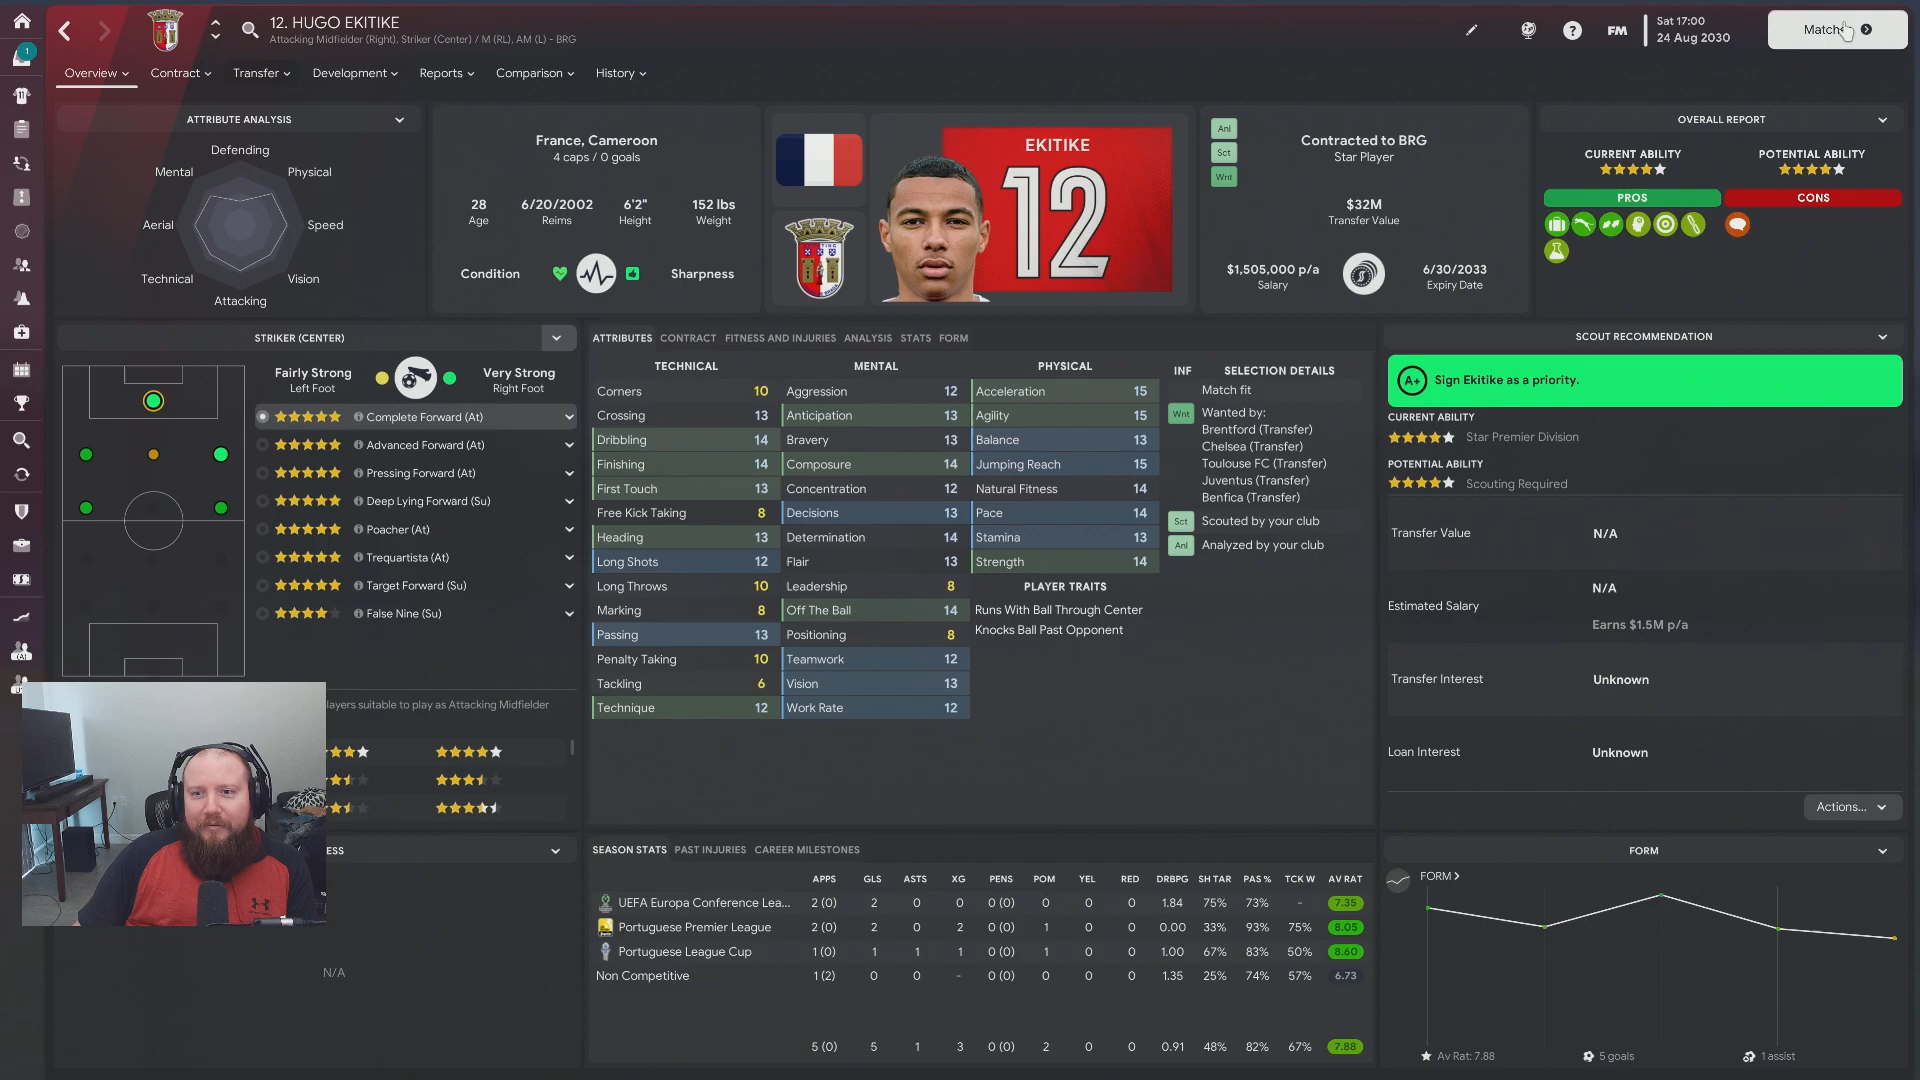 12. HUGO EKITIKE
Attacking Midfielder (Right), Striker (Center) / M (RL), AM (L) - BRG
FM
Sat 17:00
24 Aug 2030
Match
1
Overview
Contract
Transfer
Development
Reports
Comparison
History
ATTRIBUTE ANALYSIS
Defending
Mental
Physical
Aerial
Speed
Technical
Vision
Attacking
France, Cameroon
4 caps / 0 goals
28
Age
6/20/2002
Reims
6'2"
Height
152 lbs
Weight
Condition
Sharpness
EKITIKE
12
Anl
Sct
Wnt
Contracted to BRG
Star Player
$32M
Transfer Value
$1,505,000 p/a
Salary
6/30/2033
Expiry Date
OVERALL REPORT
CURRENT ABILITY
POTENTIAL ABILITY
PROS
CONS
STRIKER (CENTER)
Fairly Strong
Left Foot
Very Strong
Right Foot
Complete Forward (At)
Advanced Forward (At)
Pressing Forward (At)
Deep Lying Forward (Su)
Poacher (At)
Trequartista (At)
Target Forward (Su)
False Nine (Su)
layers suitable to play as Attacking Midfielder
ESS
N/A
ATTRIBUTES CONTRACT FITNESS AND INJURIES ANALYSIS STATS FORM
TECHNICAL
Corners 10
Crossing 13
Dribbling 14
Finishing 14
First Touch 13
Free Kick Taking 8
Heading 13
Long Shots 12
Long Throws 10
Marking 8
Passing 13
Penalty Taking 10
Tackling 6
Technique 12
MENTAL
Aggression 12
Anticipation 13
Bravery 13
Composure 14
Concentration 12
Decisions 13
Determination 14
Flair 13
Leadership 8
Off The Ball 14
Positioning 8
Teamwork 12
Vision 13
Work Rate 12
PHYSICAL
Acceleration 15
Agility 15
Balance 13
Jumping Reach 15
Natural Fitness 14
Pace 14
Stamina 13
Strength 14
PLAYER TRAITS
Runs With Ball Through Center
Knocks Ball Past Opponent
INF SELECTION DETAILS
Match fit
Wnt Wanted by:
Brentford (Transfer)
Chelsea (Transfer)
Toulouse FC (Transfer)
Juventus (Transfer)
Benfica (Transfer)
Sct Scouted by your club
Anl Analyzed by your club
SCOUT RECOMMENDATION
A+ Sign Ekitike as a priority.
CURRENT ABILITY
Star Premier Division
POTENTIAL ABILITY
Scouting Required
Transfer Value N/A
Estimated Salary
N/A
Earns $1.5M p/a
Transfer Interest Unknown
Loan Interest Unknown
Actions...
SEASON STATS PAST INJURIES CAREER MILESTONES
APPS GLS ASTS XG PENS POM YEL RED DRBPG SH TAR PAS % TCK W AV RAT
UEFA Europa Conference Lea... 2 (0) 2 0 0 0 (0) 0 0 0 1.84 75% 73% - 7.35
Portuguese Premier League 2 (0) 2 0 2 0 (0) 1 0 0 0.00 33% 93% 75% 8.05
Portuguese League Cup 1 (0) 1 1 1 0 (0) 1 0 0 1.00 67% 83% 50% 8.60
Non Competitive 1 (2) 0 0 - 0 (0) 0 0 0 1.35 25% 74% 57% 6.73
5 (0) 5 1 3 0 (0) 2 0 0 0.91 48% 82% 67% 7.88
FORM
FORM >
Av Rat: 7.88
5 goals
1 assist